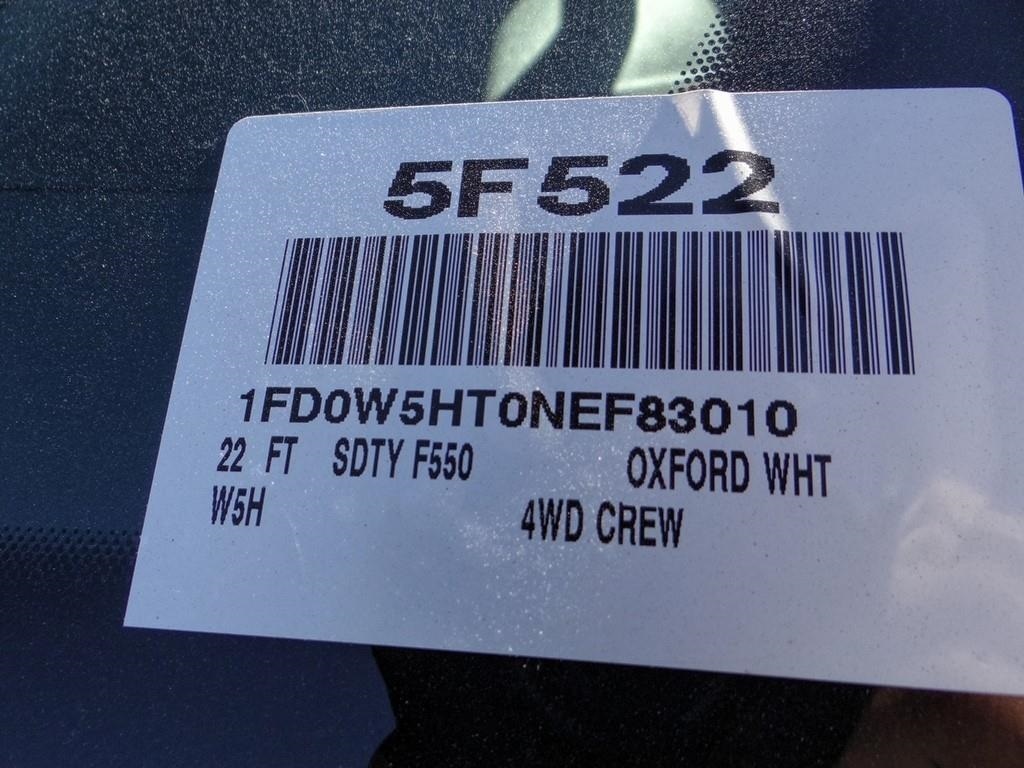 5F522
1FD0W5HT0NEF83010
22 FT SDTY F550 OXFORD WHT
W5H 4WD CREW